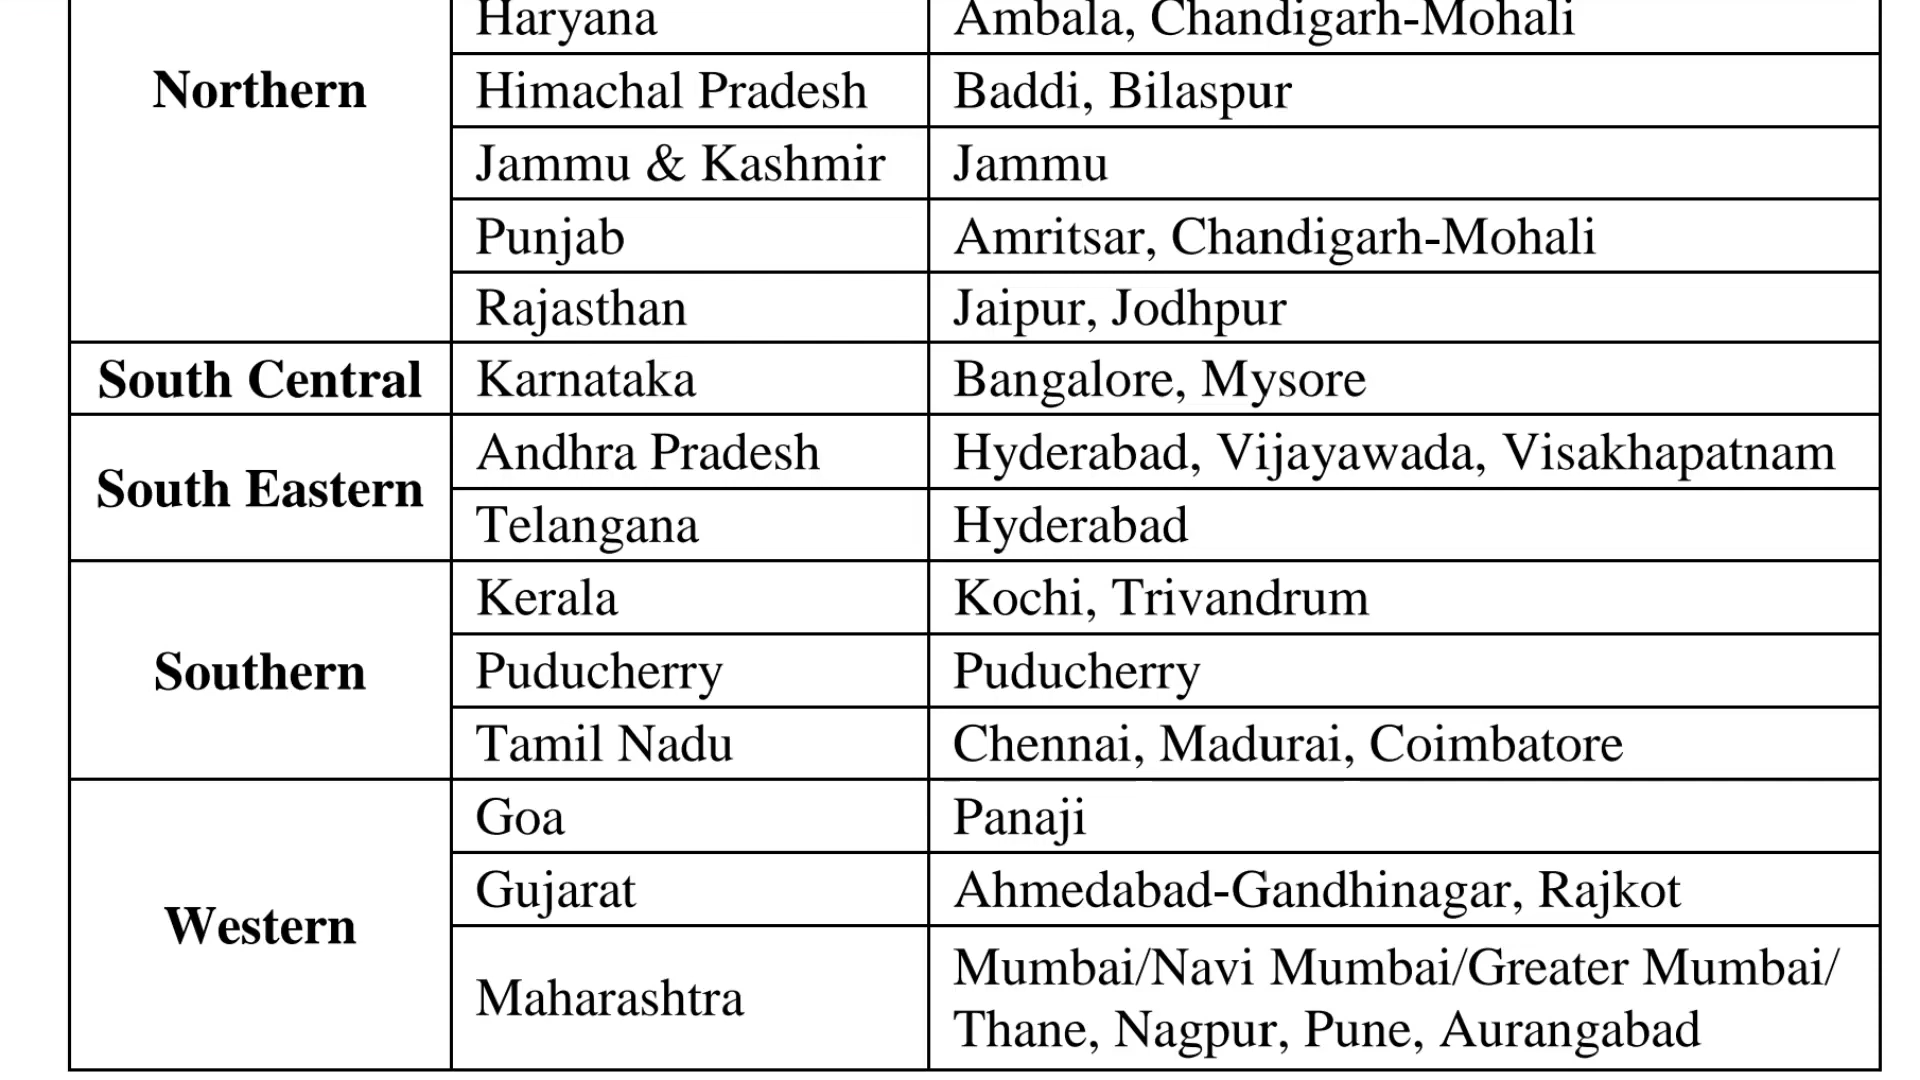 Haryana Ambala, Chandigarh-Mohali
Northern Himachal Pradesh Baddi, Bilaspur
Jammu & Kashmir Jammu
Punjab Amritsar, Chandigarh-Mohali
Rajasthan Jaipur, Jodhpur
South Central Karnataka Bangalore, Mysore
South Eastern Andhra Pradesh Hyderabad, Vijayawada, Visakhapatnam
Telangana Hyderabad
Southern Kerala Kochi, Trivandrum
Puducherry Puducherry
Tamil Nadu Chennai, Madurai, Coimbatore
Western Goa Panaji
Gujarat Ahmedabad-Gandhinagar, Rajkot
Maharashtra Mumbai/Navi Mumbai/Greater Mumbai/
Thane, Nagpur, Pune, Aurangabad